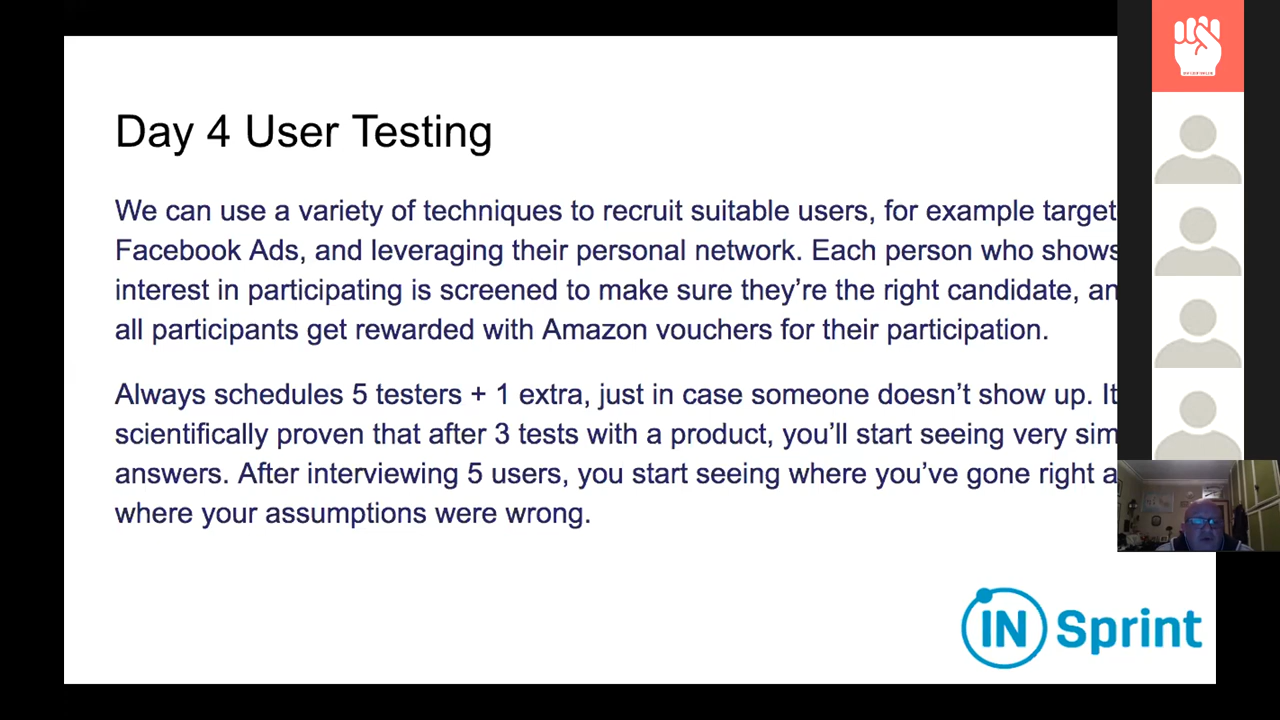 Day 4 User Testing
We can use a variety of techniques to recruit suitable users, for example target
Facebook Ads, and leveraging their personal network. Each person who shows
interest in participating is screened to make sure they're the right candidate, an
all participants get rewarded with Amazon vouchers for their participation.
Always schedules 5 testers + 1 extra, just in case someone doesn't show up. It
scientifically proven that after 3 tests with a product, you'll start seeing very sim
answers. After interviewing 5 users, you start seeing where you've gone right a
where your assumptions were wrong.
IN Sprint